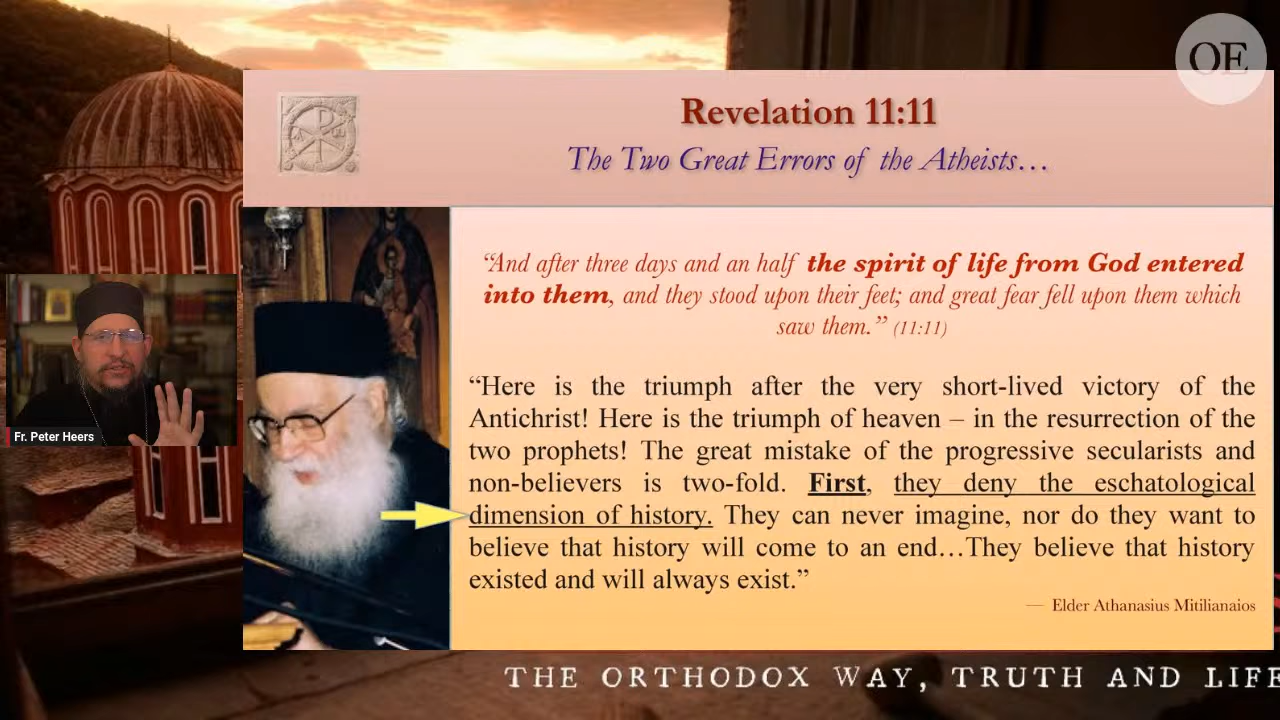 OE
Revelation 11:11
The Two Great Errors of the Atheists…
“And after three days and an half the spirit of life from God entered
into them, and they stood upon their feet; and great fear fell upon them which
saw them.” (11:11)
“Here is the triumph after the very short-lived victory of the
Antichrist! Here is the triumph of heaven – in the resurrection of the
two prophets! The great mistake of the progressive secularists and
non-believers is two-fold. First, they deny the eschatological
dimension of history. They can never imagine, nor do they want to
believe that history will come to an end…They believe that history
existed and will always exist.”
— Elder Athanasius Mitilianaios
Fr. Peter Heers
THE ORTHODOX WAY, TRUTH AND LIFE